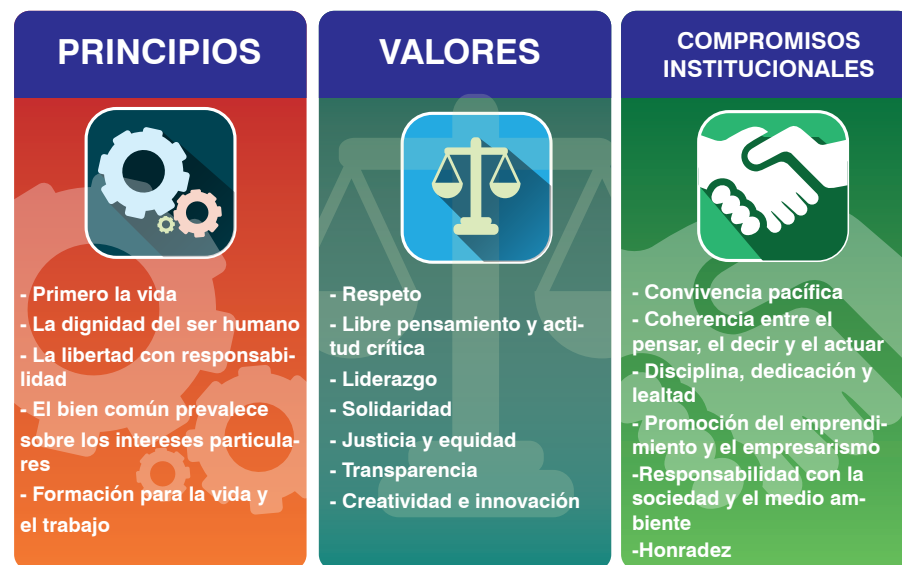 PRINCIPIOS
- Primero la vida
- La dignidad del ser humano
- La libertad con responsabi-
lidad
- El bien común prevalece
sobre los intereses particula-
res
- Formación para la vida y
el trabajo
VALORES
- Respeto
- Libre pensamiento y acti-
tud crítica
- Liderazgo
- Solidaridad
- Justicia y equidad
- Transparencia
- Creatividad e innovación
COMPROMISOS
INSTITUCIONALES
- Convivencia pacífica
- Coherencia entre el
pensar, el decir y el actuar
- Disciplina, dedicación y
lealtad
- Promoción del emprendi-
miento y el empresarismo
-Responsabilidad con la
sociedad y el medio am-
biente
-Honradez